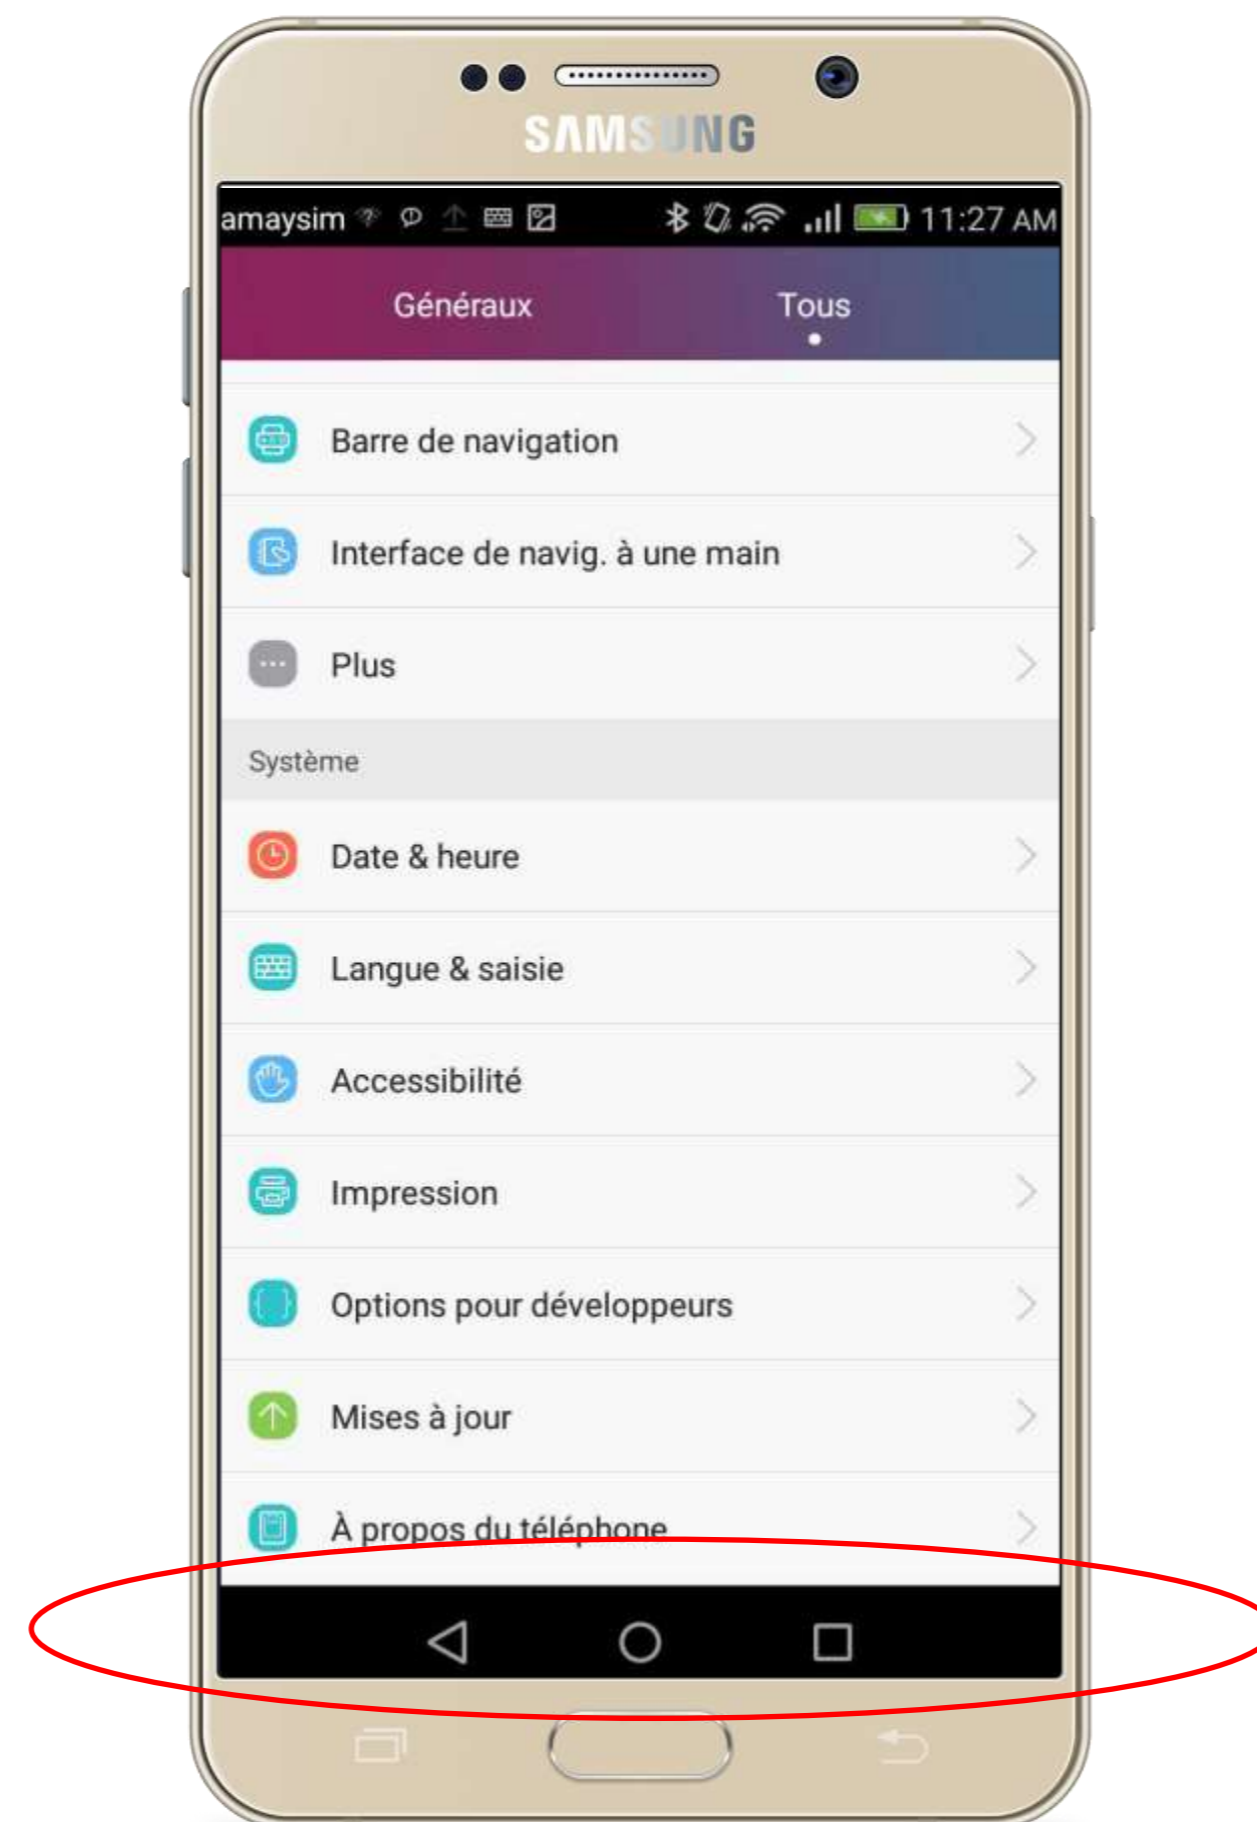 SAMSUNG
amaysim 11:27 AM
Généraux Tous
Barre de navigation
Interface de navig. à une main
Plus
Système
Date & heure
Langue & saisie
Accessibilité
Impression
Options pour développeurs
Mises à jour
À propos du téléphone